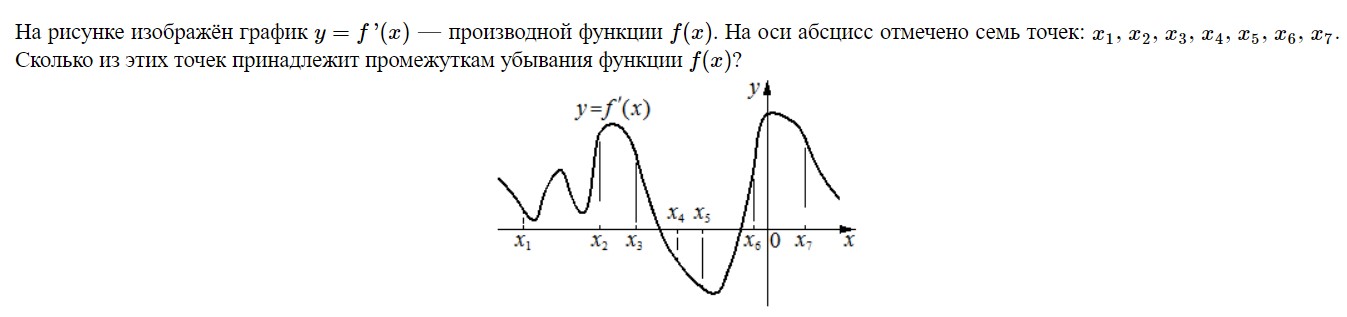 На рисунке изображён график y = f ’(x) — производной функции f(x). На оси абсцисс отмечено семь точек: x₁, x₂, x₃, x₄, x₅, x₆, x₇.
Сколько из этих точек принадлежит промежуткам убывания функции f(x)?
y
y=f'(x)
x₄ x₅
x₁ x₂ x₃ x₆ 0 x₇ x